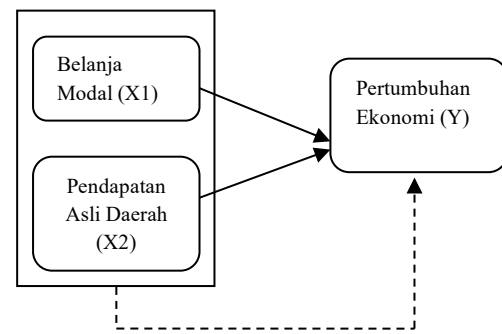 Belanja
Modal (X1)
Pendapatan
Asli Daerah
(X2)
Pertumbuhan
Ekonomi (Y)